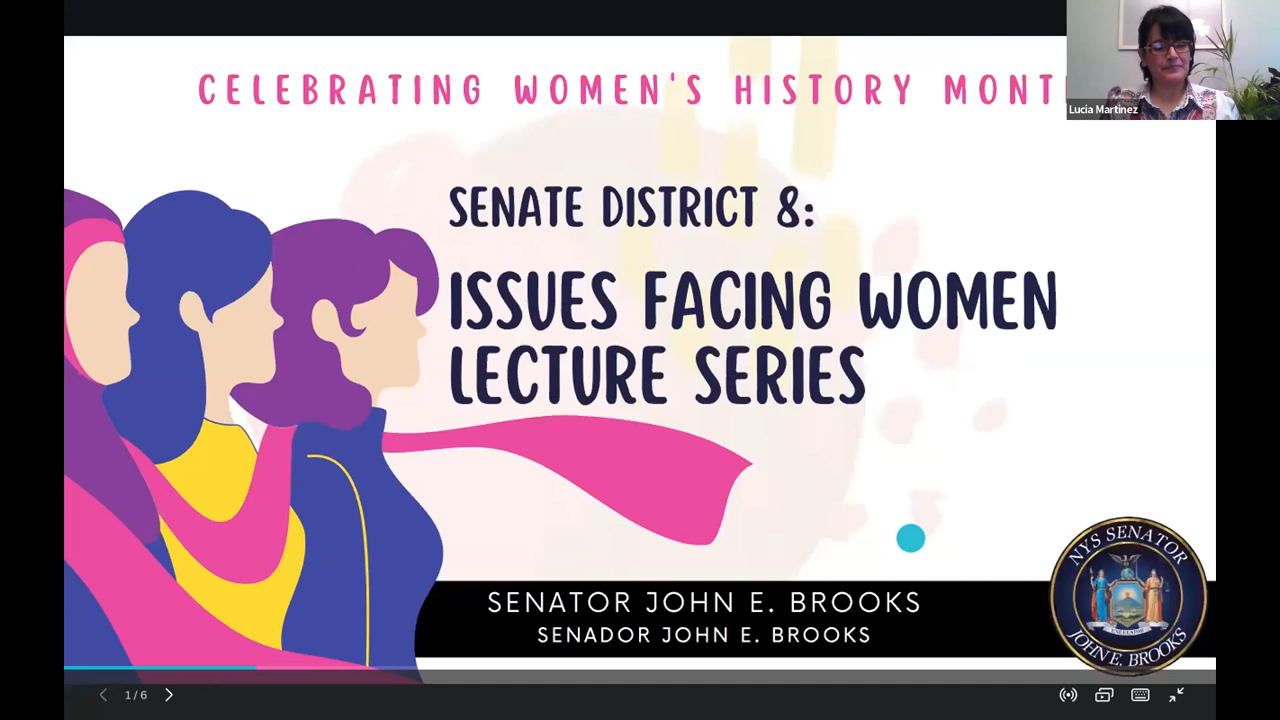 CELEBRATING WOMEN'S HISTORY MONT
Lucia Martinez
SENATE DISTRICT 8:
ISSUES FACING WOMEN
LECTURE SERIES
SENATOR JOHN E. BROOKS
SENADOR JOHN E. BROOKS
NYS SENATOR
EXCELSIOR
JOHN E. BROOKS
1/6